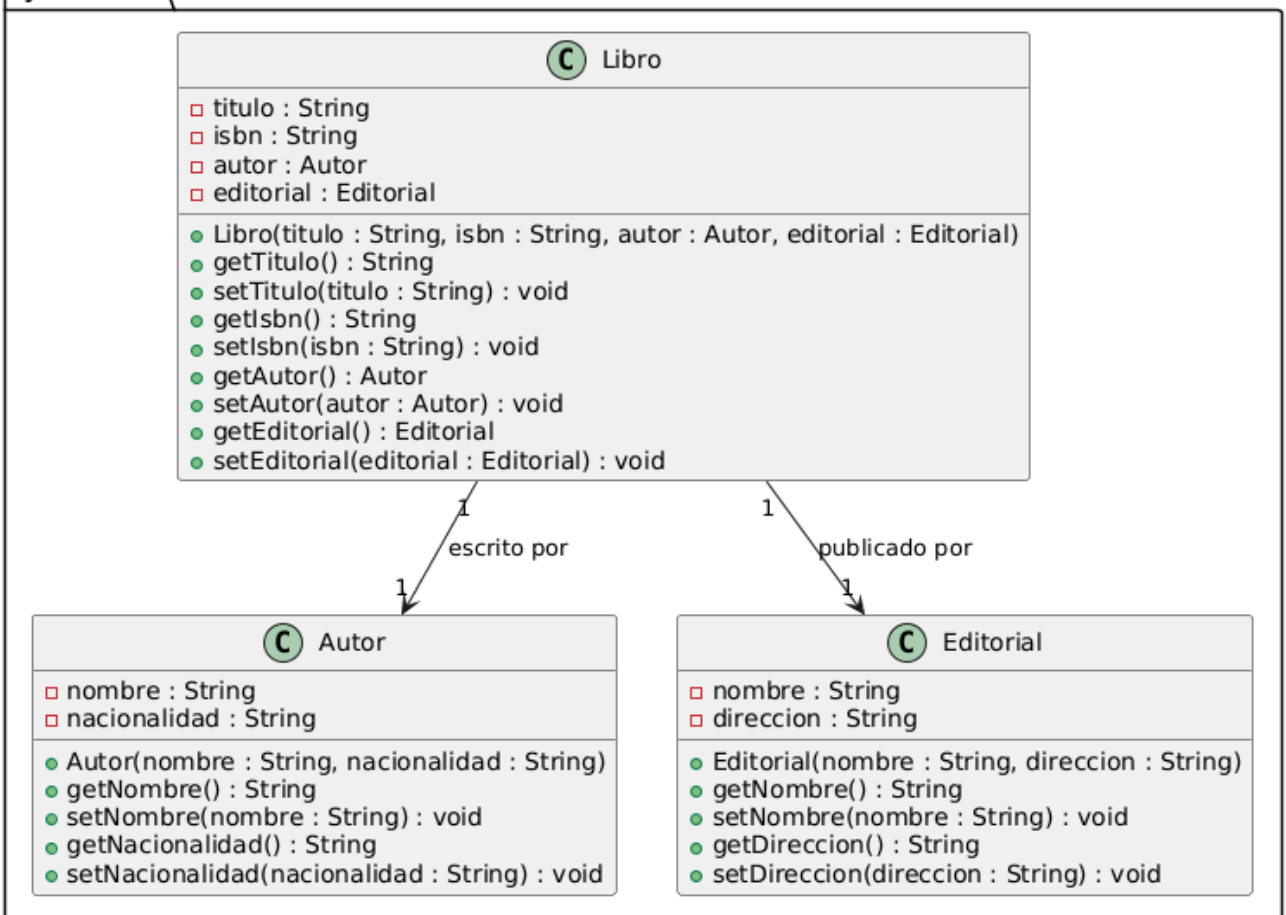 C Libro
titulo : String
isbn : String
autor : Autor
editorial : Editorial
Libro(titulo : String, isbn : String, autor : Autor, editorial : Editorial)
getTitulo() : String
setTitulo(titulo : String) : void
getIsbn() : String
setIsbn(isbn : String) : void
getAutor() : Autor
setAutor(autor : Autor) : void
getEditorial() : Editorial
setEditorial(editorial : Editorial) : void
1
1
escrito por
publicado por
1
1
C Autor
nombre : String
nacionalidad : String
Autor(nombre : String, nacionalidad : String)
getNombre() : String
setNombre(nombre : String) : void
getNacionalidad() : String
setNacionalidad(nacionalidad : String) : void
C Editorial
nombre : String
direccion : String
Editorial(nombre : String, direccion : String)
getNombre() : String
setNombre(nombre : String) : void
getDireccion() : String
setDireccion(direccion : String) : void